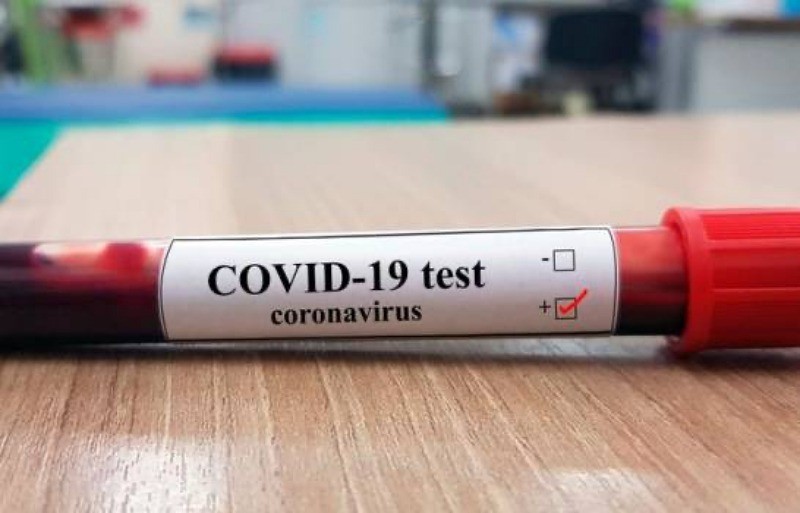 COVID-19 test
coronavirus
- ☐
+ ☑